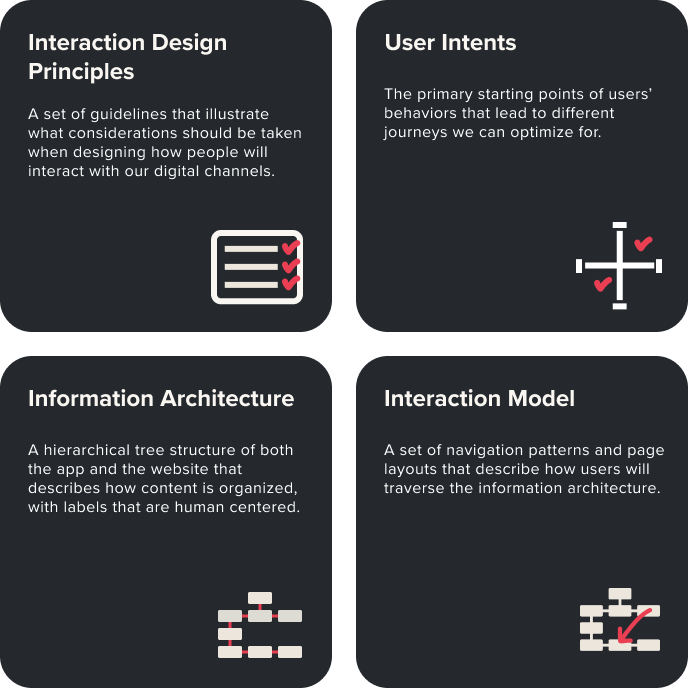 Interaction Design
Principles
A set of guidelines that illustrate
what considerations should be taken
when designing how people will
interact with our digital channels.
User Intents
The primary starting points of users’
behaviors that lead to different
journeys we can optimize for.
Information Architecture
A hierarchical tree structure of both
the app and the website that
describes how content is organized,
with labels that are human centered.
Interaction Model
A set of navigation patterns and page
layouts that describe how users will
traverse the information architecture.